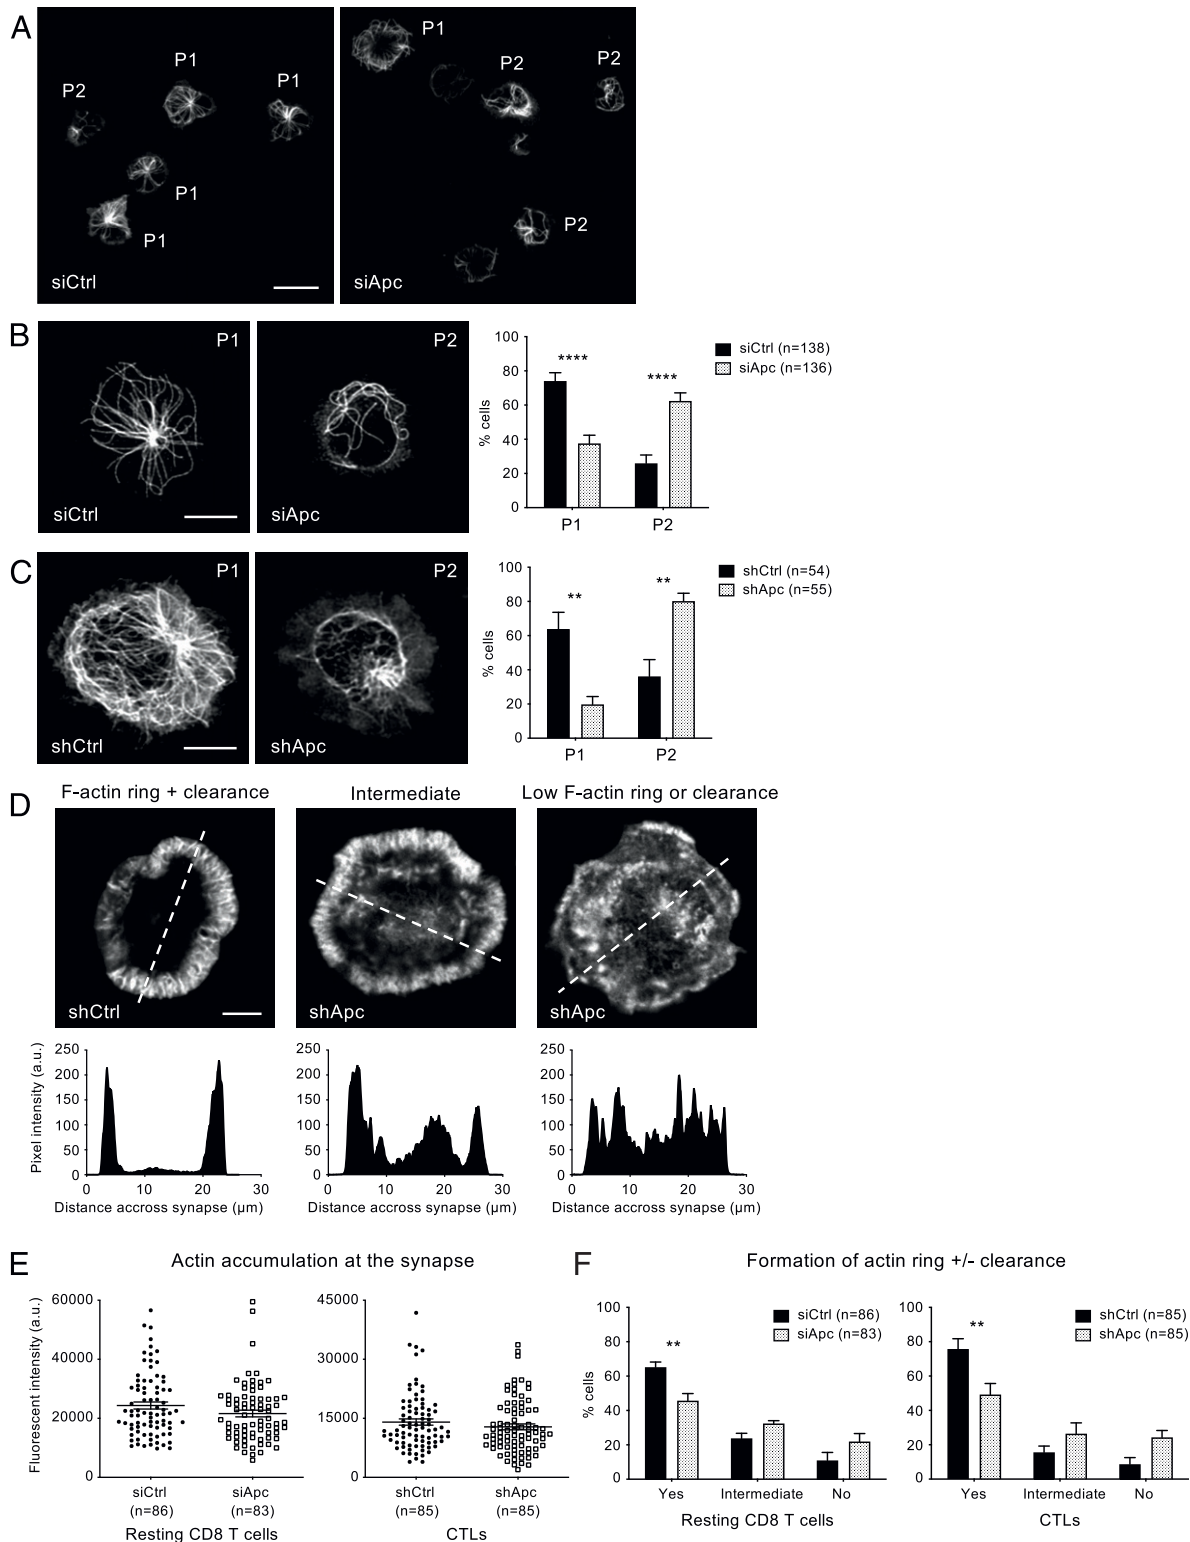 A
P1
P2
P1
P1
P1
siCtrl
P1
P2
P2
P2
siApc
B
P1
siCtrl
P2
siApc
100
80
60
40
20
0
% cells
****
****
P1
P2
siCtrl (n=138)
siApc (n=136)
C
P1
shCtrl
P2
shApc
100
80
60
40
20
0
% cells
**
**
P1
P2
shCtrl (n=54)
shApc (n=55)
D
F-actin ring + clearance
Intermediate
Low F-actin ring or clearance
shCtrl
shApc
shApc
Pixel intensity (a.u.)
250
200
150
100
50
0
0 10 20 30
Distance accross synapse (µm)
250
200
150
100
50
0
0 10 20 30
Distance accross synapse (µm)
250
200
150
100
50
0
0 10 20 30
Distance accross synapse (µm)
E
Actin accumulation at the synapse
Fluorescent intensity (a.u.)
60000
40000
20000
0
siCtrl
(n=86)
siApc
(n=83)
Resting CD8 T cells
45000
30000
15000
0
shCtrl
(n=85)
shApc
(n=85)
CTLs
F
Formation of actin ring +/- clearance
% cells
100
80
60
40
20
0
siCtrl (n=86)
siApc (n=83)
**
Yes Intermediate No
Resting CD8 T cells
100
80
60
40
20
0
shCtrl (n=85)
shApc (n=85)
**
Yes Intermediate No
CTLs